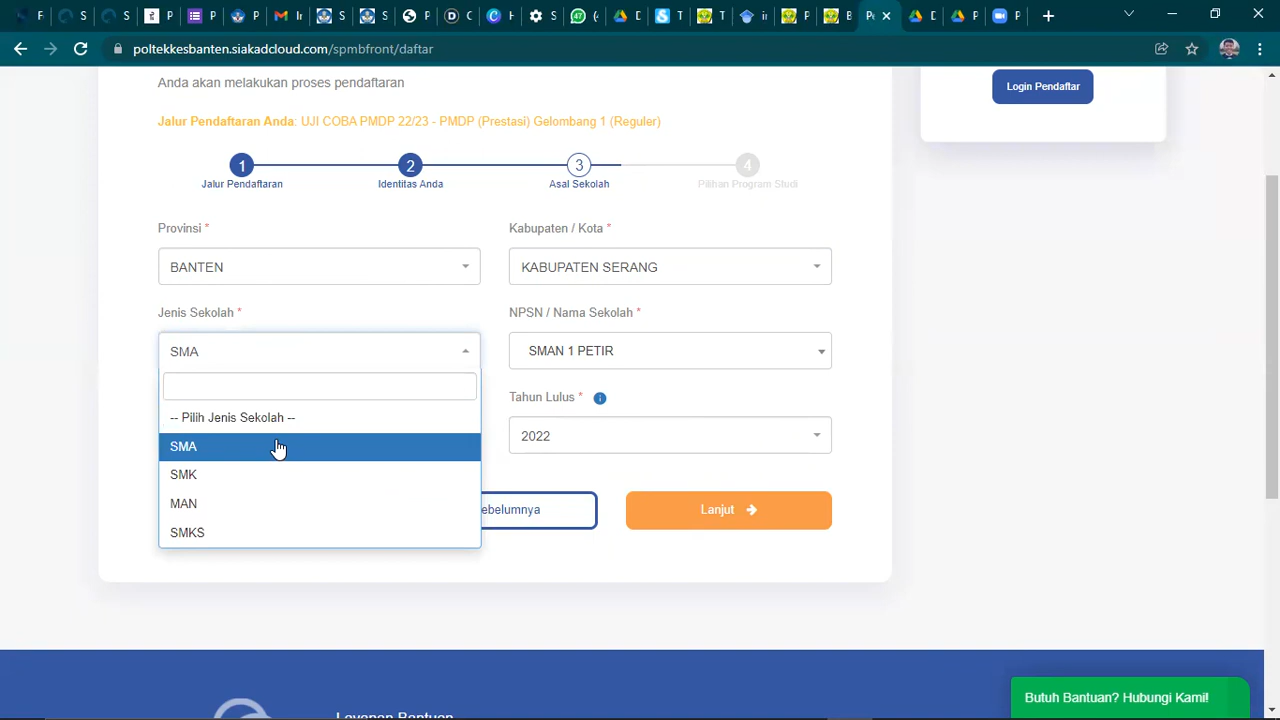 poltekkesbanten.siakadcloud.com/spmbfront/daftar
Anda akan melakukan proses pendaftaran
Login Pendaftar
Jalur Pendaftaran Anda: UJI COBA PMDP 22/23 - PMDP (Prestasi) Gelombang 1 (Reguler)
1 2 3 4
Jalur Pendaftaran Identitas Anda Asal Sekolah Pilihan Program Studi
Provinsi * Kabupaten / Kota *
BANTEN KABUPATEN SERANG
Jenis Sekolah * NPSN / Nama Sekolah *
SMA SMAN 1 PETIR
Tahun Lulus *
-- Pilih Jenis Sekolah --
2022
SMA
SMK
MAN
ebelumnya Lanjut
SMKS
Butuh Bantuan? Hubungi Kami!
Layanan Bantuan